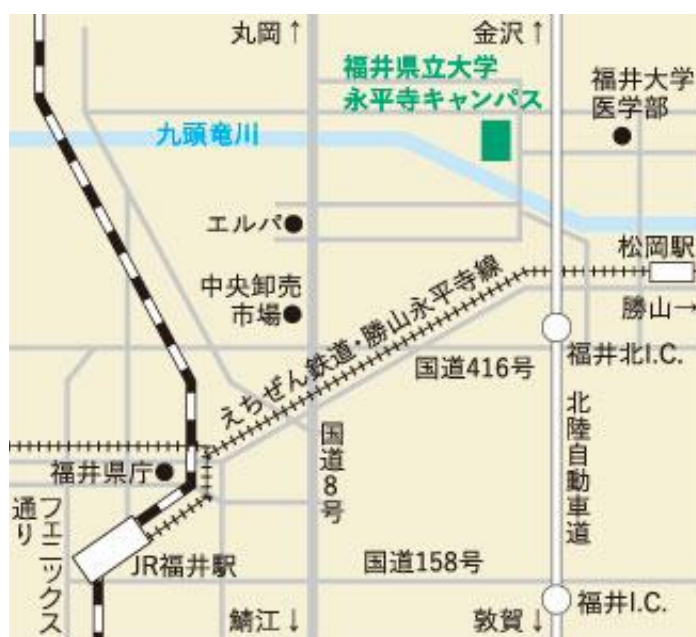 丸岡↑
金沢↑
福井県立大学
永平寺キャンパス
福井大学
医学部
九頭竜川
エルパ
松岡駅
中央卸売
市場
勝山→
えちぜん鉄道・勝山永平寺線
福井北I.C.
国道416号
北陸自動車道
国道8号
福井県庁
フェニックス
通り
JR福井駅
国道158号
福井I.C.
鯖江↓
敦賀↓